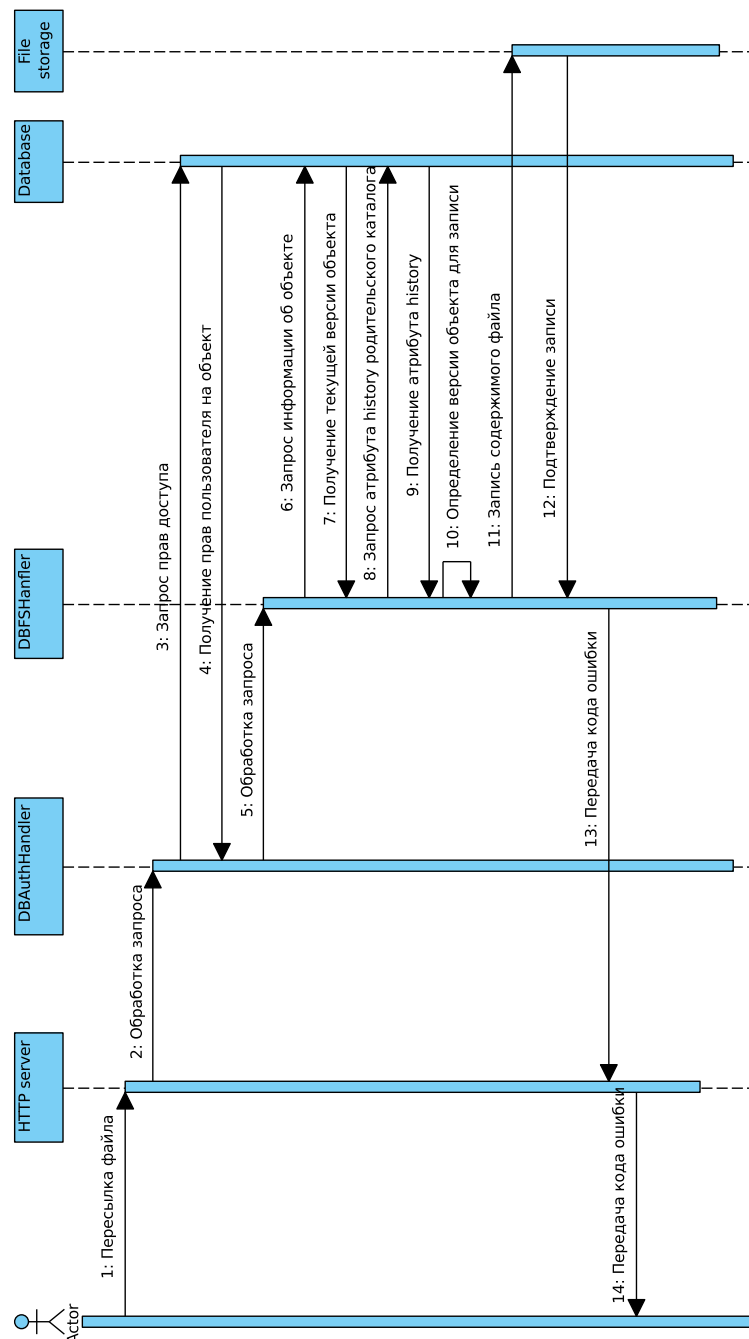 Actor
HTTP server
DBAuthHandler
DBFSHanfler
Database
File
storage
1: Пересылка файла
2: Обработка запроса
3: Запрос прав доступа
4: Получение прав пользователя на объект
5: Обработка запроса
6: Запрос информации об объекте
7: Получение текущей версии объекта
8: Запрос атрибута history родительского каталога
9: Получение атрибута history
10: Определение версии объекта для записи
11: Запись содержимого файла
12: Подтверждение записи
13: Передача кода ошибки
14: Передача кода ошибки